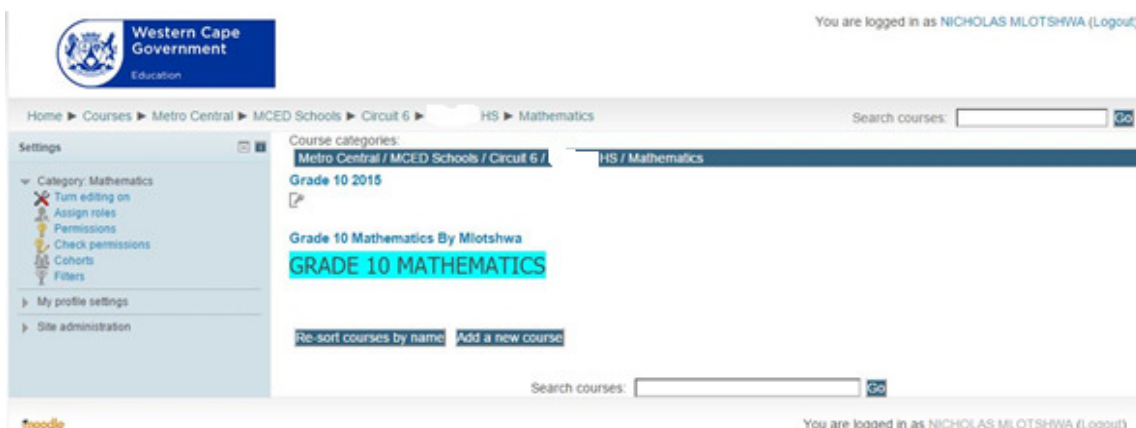 Western Cape
Government
Education
You are logged in as NICHOLAS MLOTSHWA (Logout)
Home ► Courses ► Metro Central ► MCED Schools ► Circuit 6 ► HS ► Mathematics
Search courses: Go
Settings
Category: Mathematics
Turn editing on
Assign roles
Permissions
Check permissions
Cohorts
Filters
My profile settings
Site administration
Course categories:
Metro Central / MCED Schools / Circuit 6 / HS / Mathematics
Grade 10 2015
Grade 10 Mathematics By Mlotshwa
GRADE 10 MATHEMATICS
Re-sort courses by name Add a new course
Search courses: Go
moodle
You are logged in as NICHOLAS MLOTSHWA (Logout)